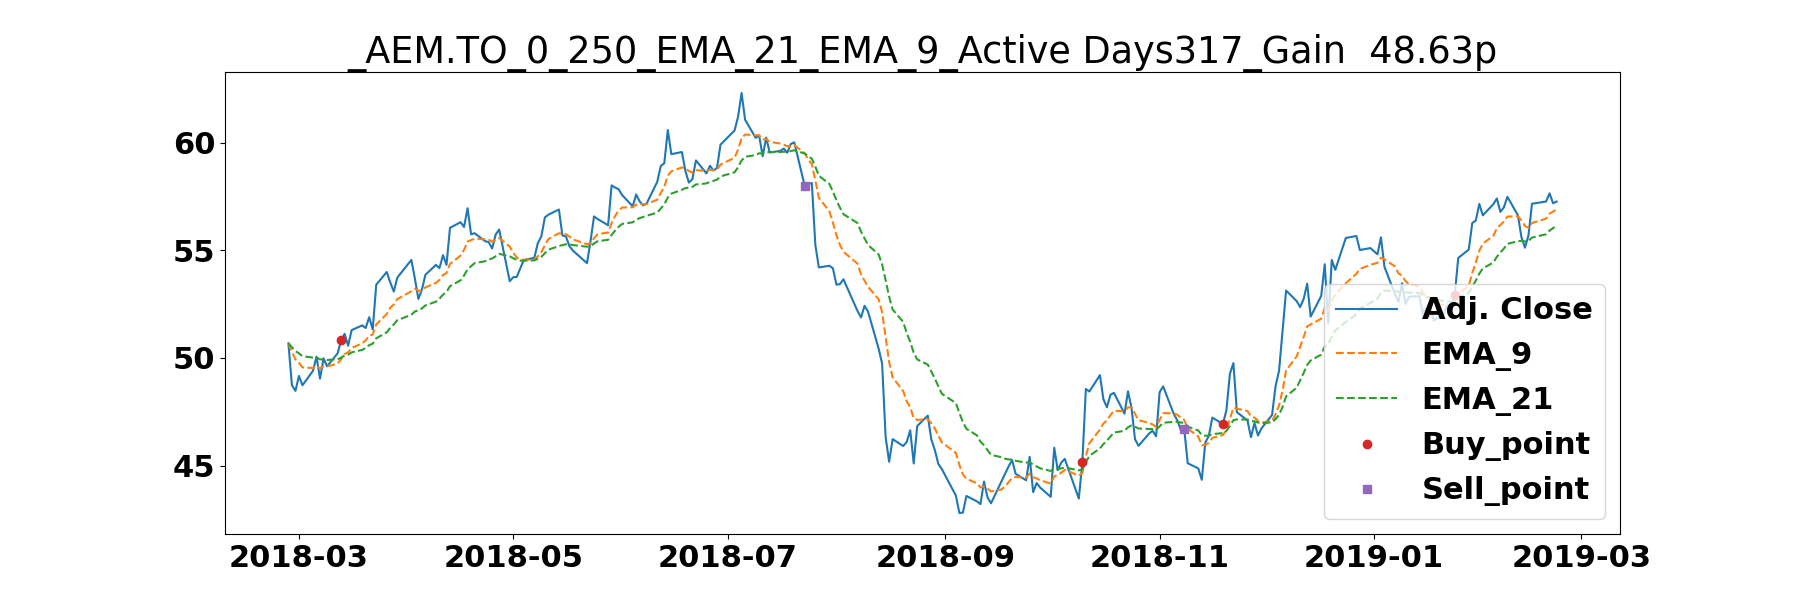 _AEM.TO_0_250_EMA_21_EMA_9_Active Days317_Gain  48.63p
60
55
50
45
Adj. Close
EMA_9
EMA_21
Buy_point
Sell_point
2018-03 2018-05 2018-07 2018-09 2018-11 2019-01 2019-03